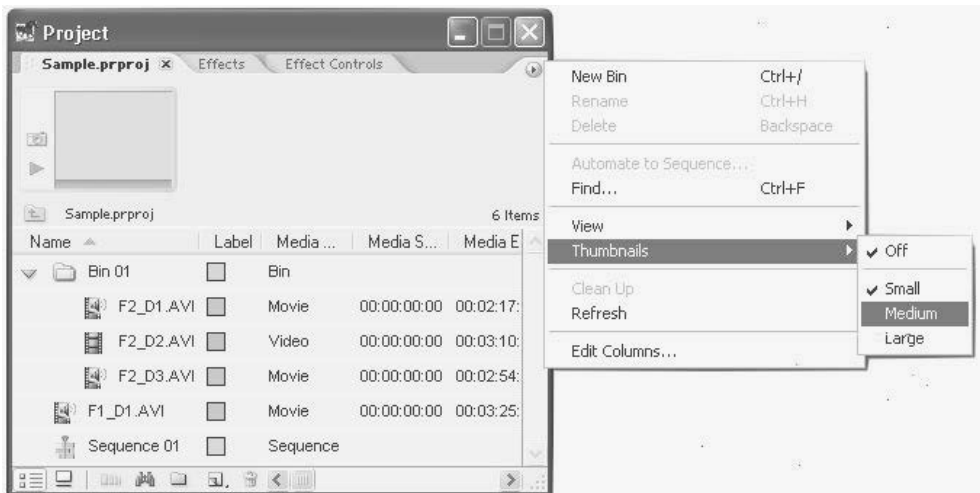 Project
Sample.prproj Effects Effect Controls
Sample.prproj 6 Items
Name Label Media ... Media S... Media E
Bin 01 Bin
F2_D1.AVI Movie 00:00:00:00 00:02:17:
F2_D2.AVI Video 00:00:00:00 00:03:10:
F2_D3.AVI Movie 00:00:00:00 00:02:54:
F1_D1.AVI Movie 00:00:00:00 00:03:25:
Sequence 01 Sequence
New Bin Ctrl+/
Rename Ctrl+H
Delete Backspace
Automate to Sequence...
Find... Ctrl+F
View
Thumbnails
Clean Up
Refresh
Edit Columns...
Off
Small
Medium
Large